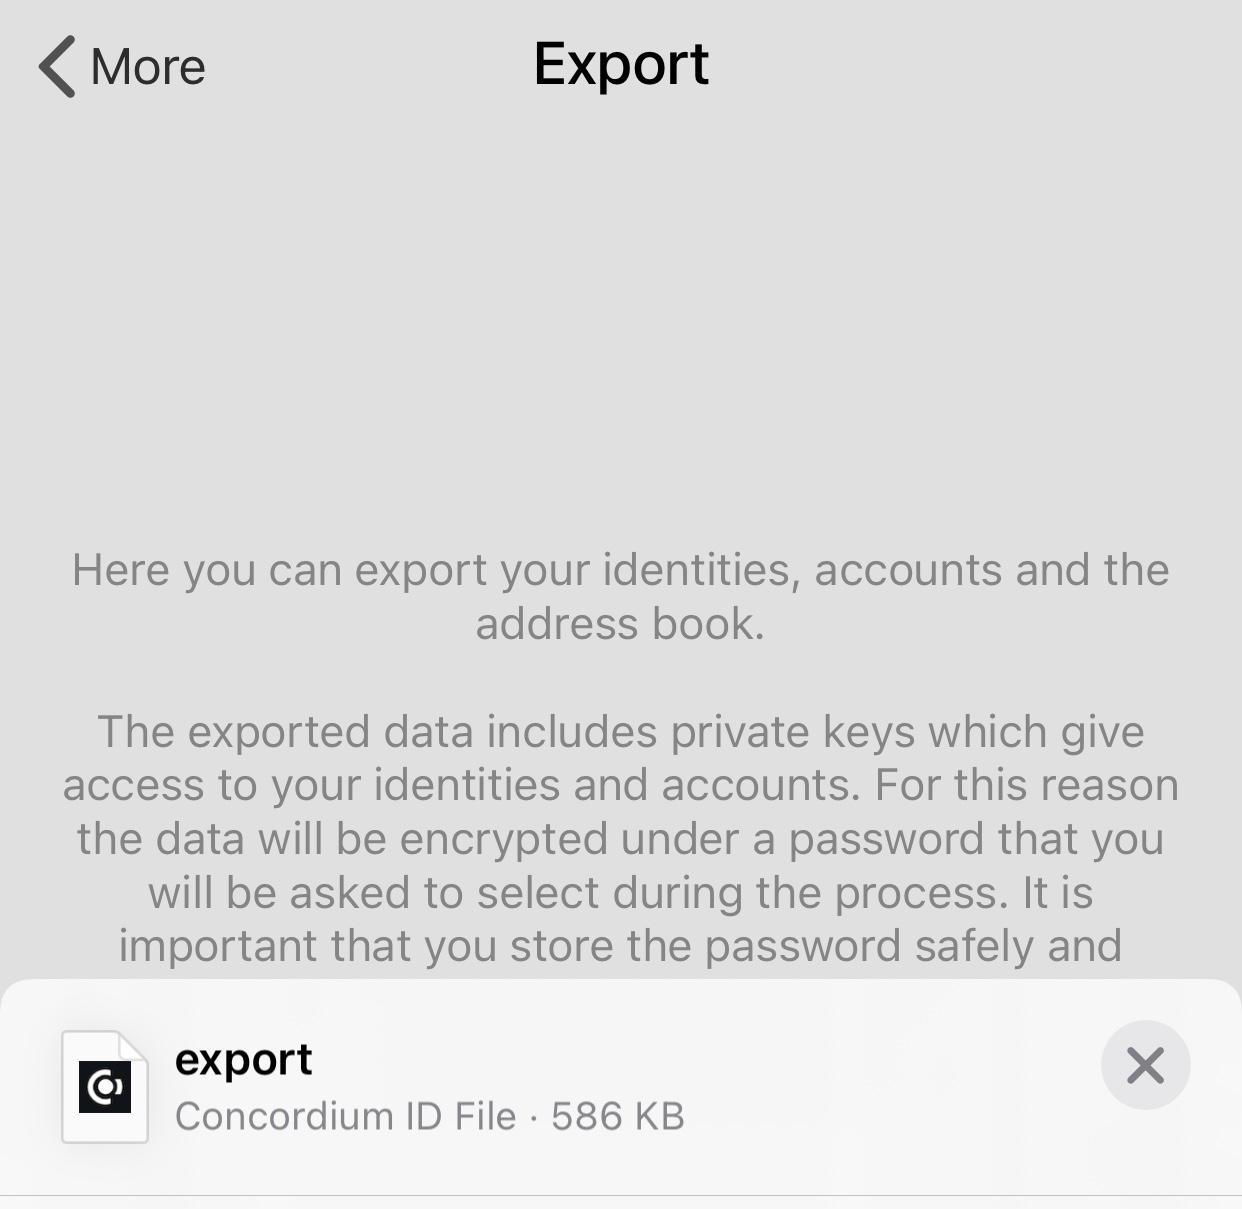 More
Export
Here you can export your identities, accounts and the
address book.
The exported data includes private keys which give
access to your identities and accounts. For this reason
the data will be encrypted under a password that you
will be asked to select during the process. It is
important that you store the password safely and
export
Concordium ID File · 586 KB